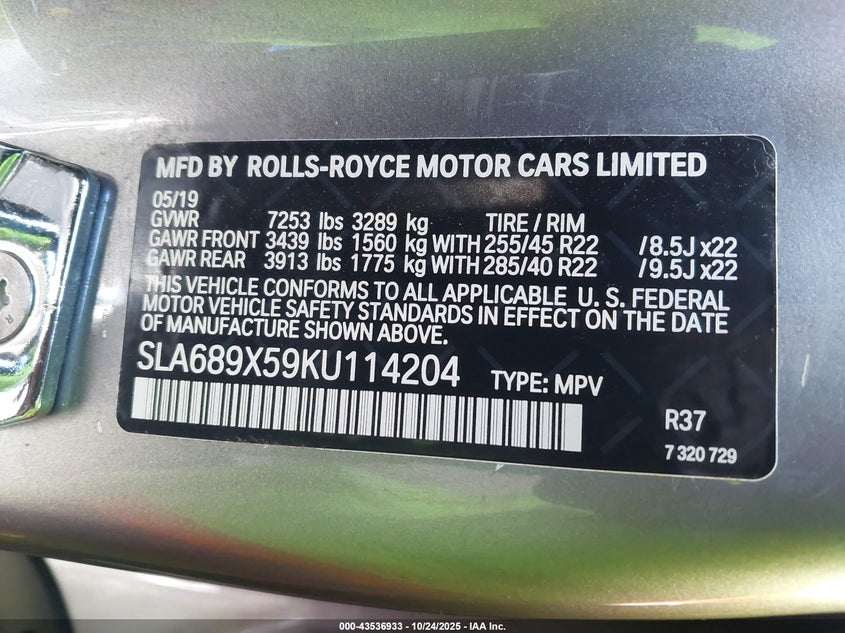 MFD BY ROLLS-ROYCE MOTOR CARS LIMITED
05/19
GVWR 7253 lbs 3289 kg TIRE / RIM
GAWR FRONT 3439 lbs 1560 kg WITH 255/45 R22 /8.5J x22
GAWR REAR 3913 lbs 1775 kg WITH 285/40 R22 /9.5J x22
THIS VEHICLE CONFORMS TO ALL APPLICABLE U. S. FEDERAL
MOTOR VEHICLE SAFETY STANDARDS IN EFFECT ON THE DATE
OF MANUFACTURE SHOWN ABOVE.
SLA689X59KU114204 TYPE: MPV
R37
7 320 729
000-43536933 - 10/24/2025 - IAA Inc.